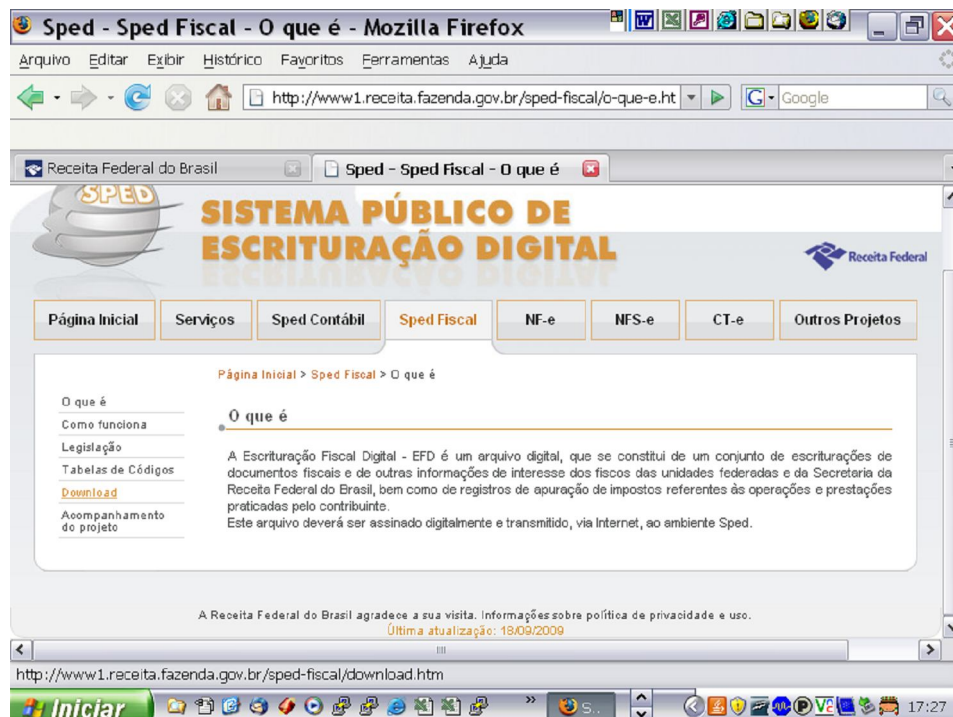 Sped - Sped Fiscal - O que é - Mozilla Firefox
Arquivo Editar Exibir Histórico Favoritos Ferramentas Ajuda
http://www1.receita.fazenda.gov.br/sped-fiscal/o-que-e.ht
G Google
Receita Federal do Brasil
Sped - Sped Fiscal - O que é
SPED
SISTEMA PÚBLICO DE
ESCRITURAÇÃO DIGITAL
Receita Federal
Página Inicial Serviços Sped Contábil Sped Fiscal NF-e NFS-e CT-e Outros Projetos
Página Inicial > Sped Fiscal > O que é
O que é
Como funciona
Legislação
Tabelas de Códigos
Download
Acompanhamento
do projeto
O que é
A Escrituração Fiscal Digital - EFD é um arquivo digital, que se constitui de um conjunto de escriturações de
documentos fiscais e de outras informações de interesse dos fiscos das unidades federadas e da Secretaria da
Receita Federal do Brasil, bem como de registros de apuração de impostos referentes às operações e prestações
praticadas pelo contribuinte.
Este arquivo deverá ser assinado digitalmente e transmitido, via Internet, ao ambiente Sped.
A Receita Federal do Brasil agradece a sua visita. Informações sobre política de privacidade e uso.
Última atualização: 18/09/2009
http://www1.receita.fazenda.gov.br/sped-fiscal/download.htm
Iniciar
S..
17:27